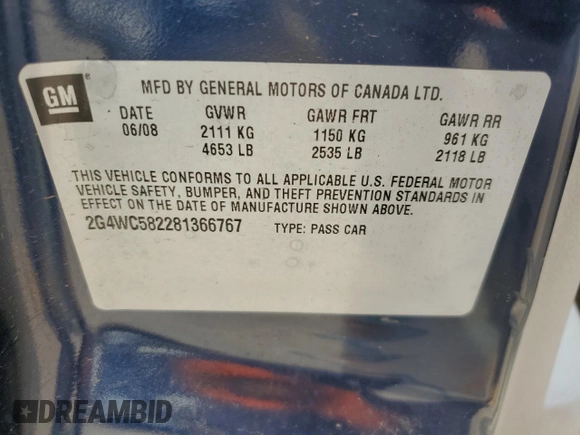 GM
MFD BY GENERAL MOTORS OF CANADA LTD.
DATE GVWR GAWR FRT GAWR RR
06/08 2111 KG 1150 KG 961 KG
4653 LB 2535 LB 2118 LB
THIS VEHICLE CONFORMS TO ALL APPLICABLE U.S. FEDERAL MOTOR
VEHICLE SAFETY, BUMPER, AND THEFT PREVENTION STANDARDS IN
EFFECT ON THE DATE OF MANUFACTURE SHOWN ABOVE.
2G4WC582281366767 TYPE: PASS CAR
DREAMBID